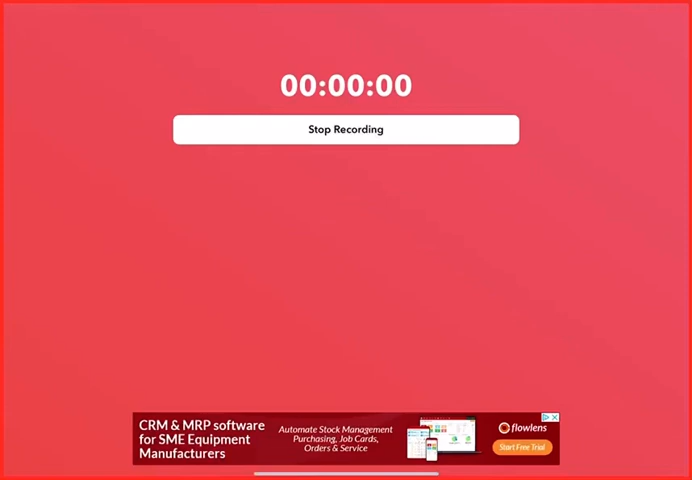 00:00:00
Stop Recording
CRM & MRP software
for SME Equipment
Manufacturers
Automate Stock Management
Purchasing, Job Cards,
Orders & Service
flowlens
Start Free Trial